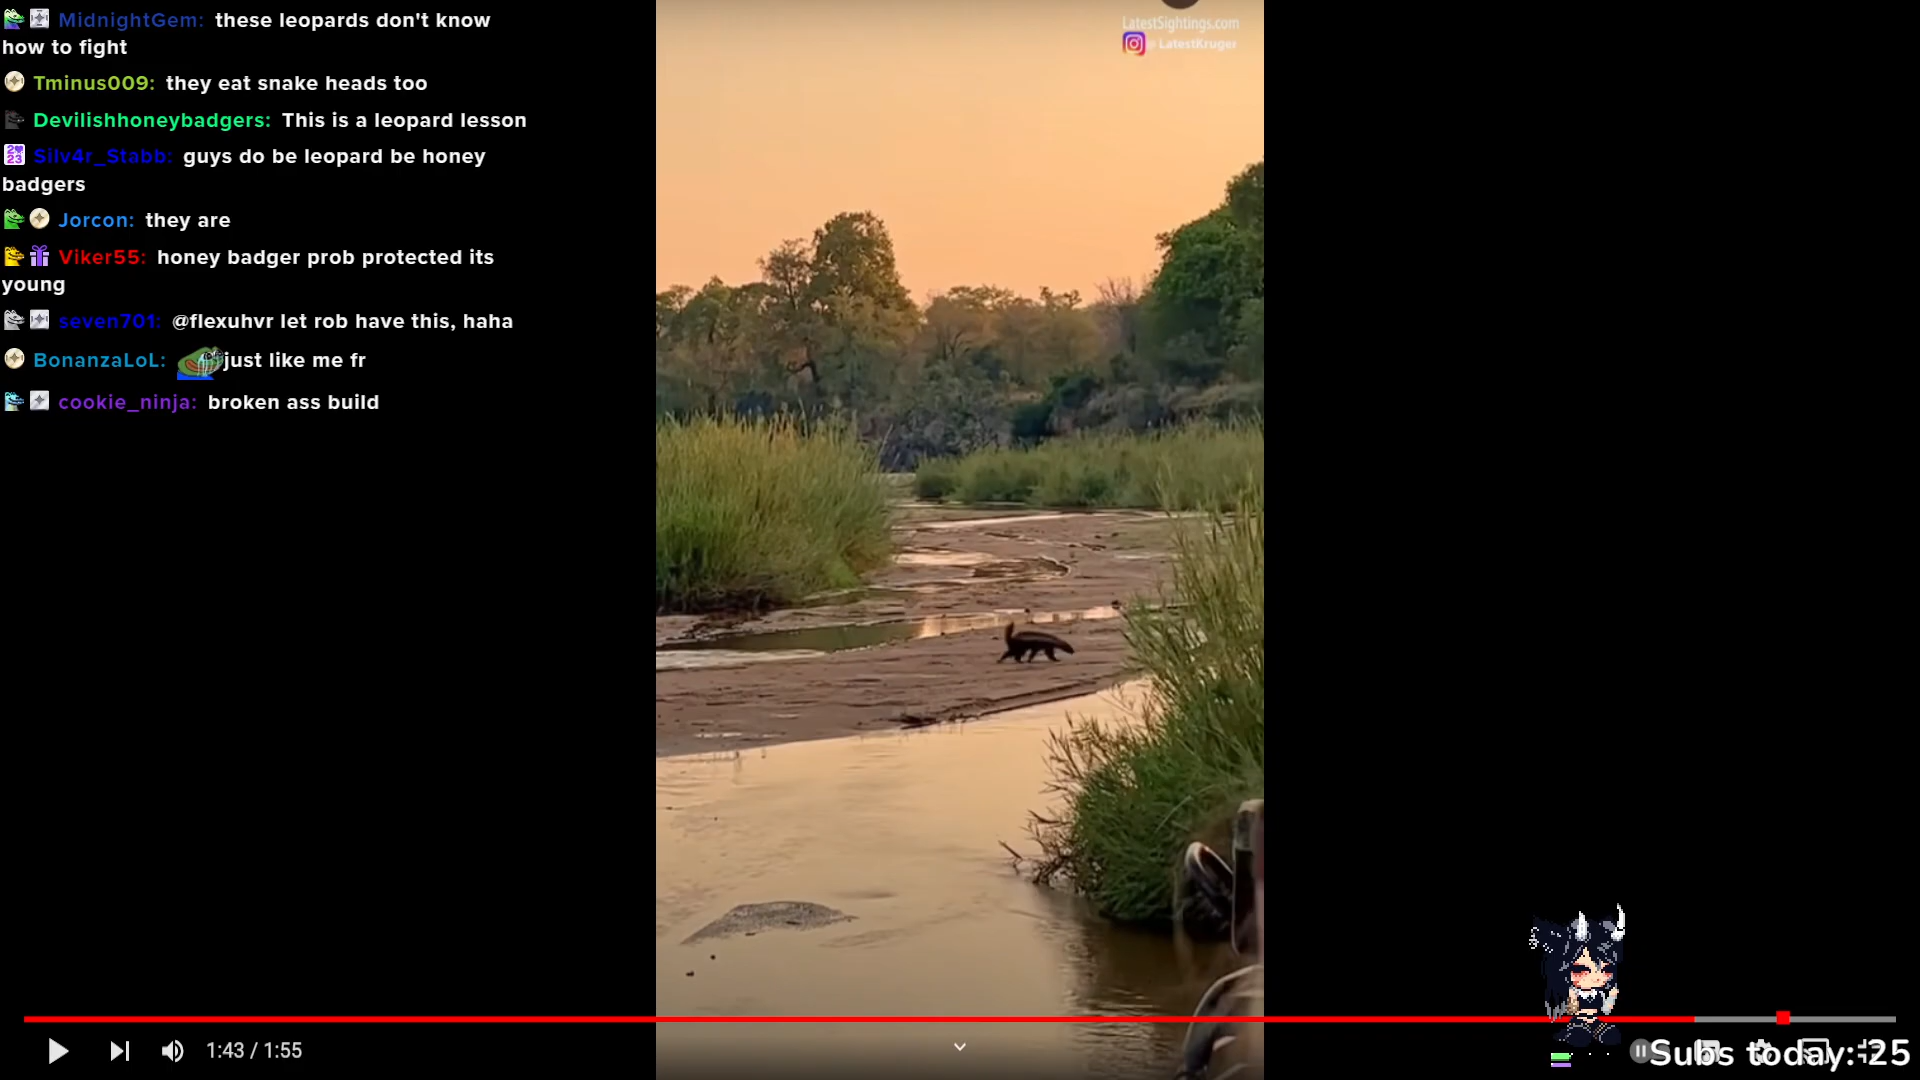 MidnightGem: these leopards don't know
how to fight
Tminus009: they eat snake heads too
Devilishhoneybadgers: This is a leopard lesson
Silv4r_Stabb: guys do be leopard be honey
badgers
Jorcon: they are
Viker55: honey badger prob protected its
young
seven701: @flexuhvr let rob have this, haha
BonanzaLoL: just like me fr
cookie_ninja: broken ass build
LatestSightings.com
@LatestKruger
1:43 / 1:55
Subs today: 25